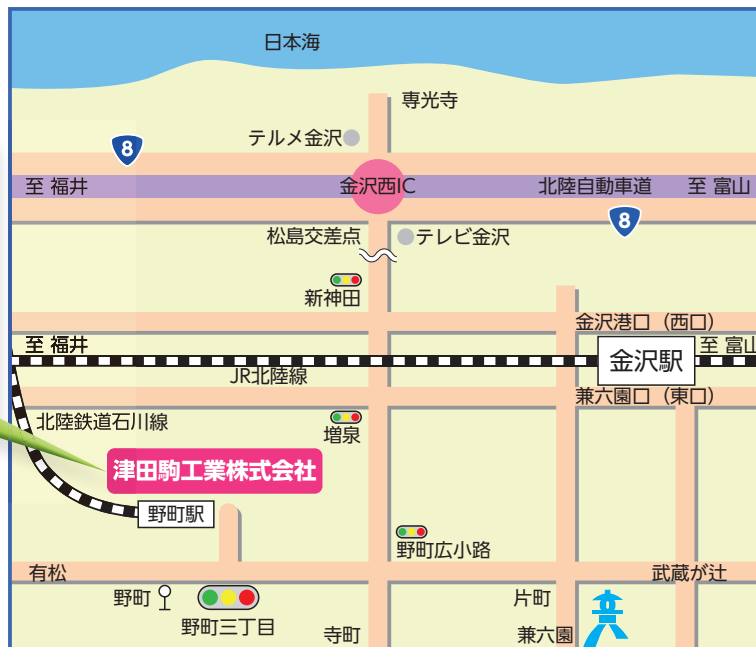 日本海
専光寺
テルメ金沢
8
至 福井
金沢西IC
北陸自動車道
至 富山
8
松島交差点
テレビ金沢
新神田
金沢港口（西口）
至 福井
金沢駅
至 富山
JR北陸線
兼六園口（東口）
北陸鉄道石川線
増泉
津田駒工業株式会社
野町駅
野町広小路
有松
武蔵が辻
野町
野町三丁目
片町
寺町
兼六園